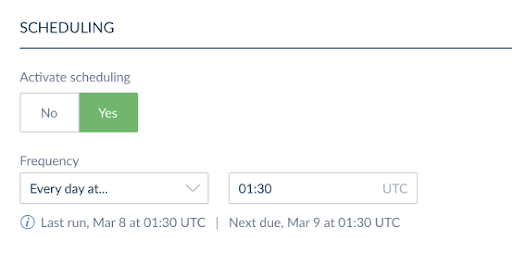 SCHEDULING
Activate scheduling
No Yes
Frequency
Every day at... 01:30 UTC
Last run, Mar 8 at 01:30 UTC | Next due, Mar 9 at 01:30 UTC